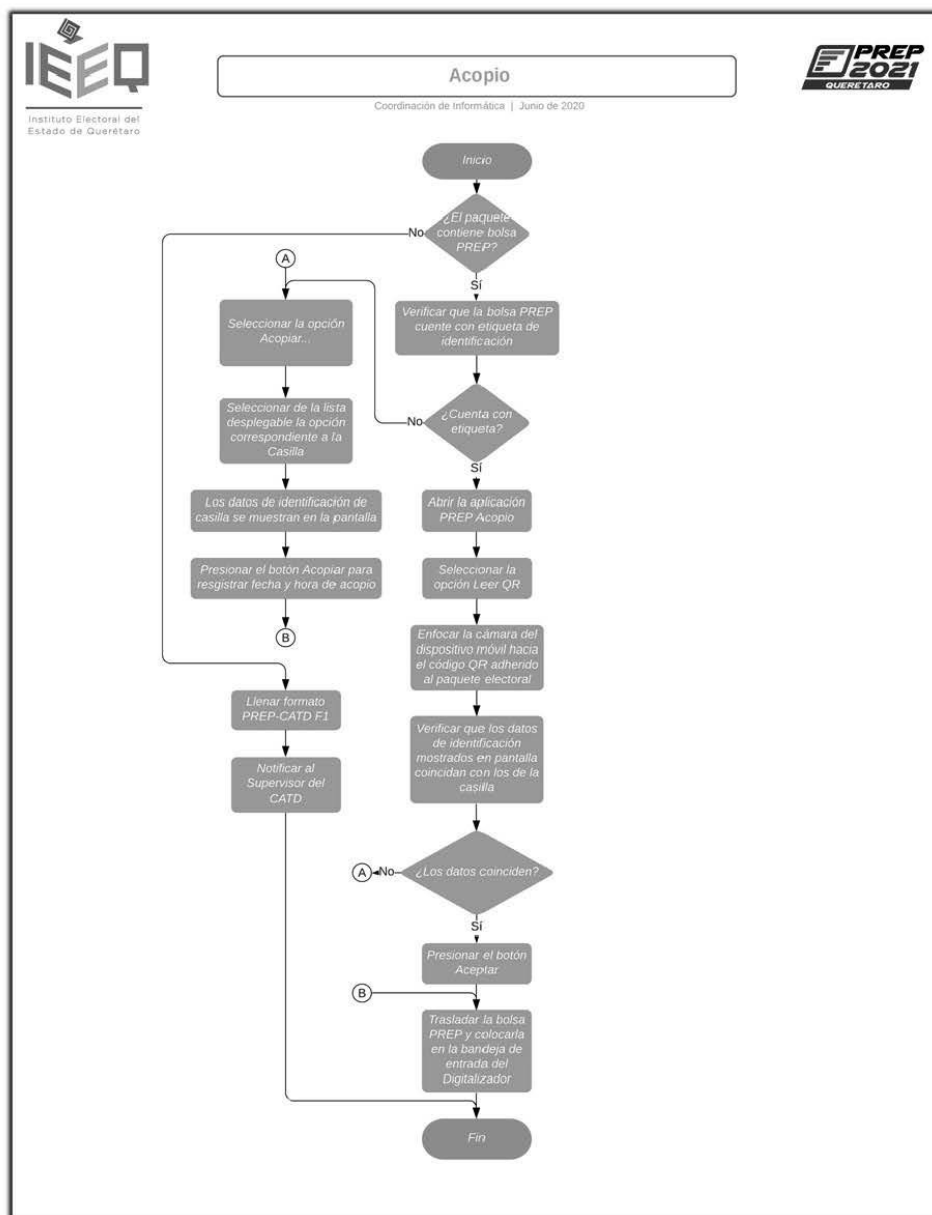 IEEQ
Instituto Electoral del
Estado de Querétaro
Acopio
Coordinación de Informática | Junio de 2020
PREP
2021
QUERÉTARO
Inicio
¿El paquete
contiene bolsa
PREP?
No
Sí
A
Seleccionar la opción
Acopiar...
Verificar que la bolsa PREP
cuente con etiqueta de
identificación
Seleccionar de la lista
desplegable la opción
correspondiente a la
Casilla
No
¿Cuenta con
etiqueta?
Sí
Los datos de identificación de
casilla se muestran en la pantalla
Abrir la aplicación
PREP Acopio
Presionar el botón Acopiar para
resgistrar fecha y hora de acopio
Seleccionar la
opción Leer QR
B
Enfocar la cámara del
dispositivo móvil hacia
el código QR adherido
al paquete electoral
Llenar formato
PREP-CATD F1
Verificar que los datos
de identificación
mostrados en pantalla
coincidan con los de la
casilla
Notificar al
Supervisor del
CATD
A
No
¿Los datos coinciden?
Sí
Presionar el botón
Aceptar
B
Trasladar la bolsa
PREP y colocarla
en la bandeja de
entrada del
Digitalizador
Fin